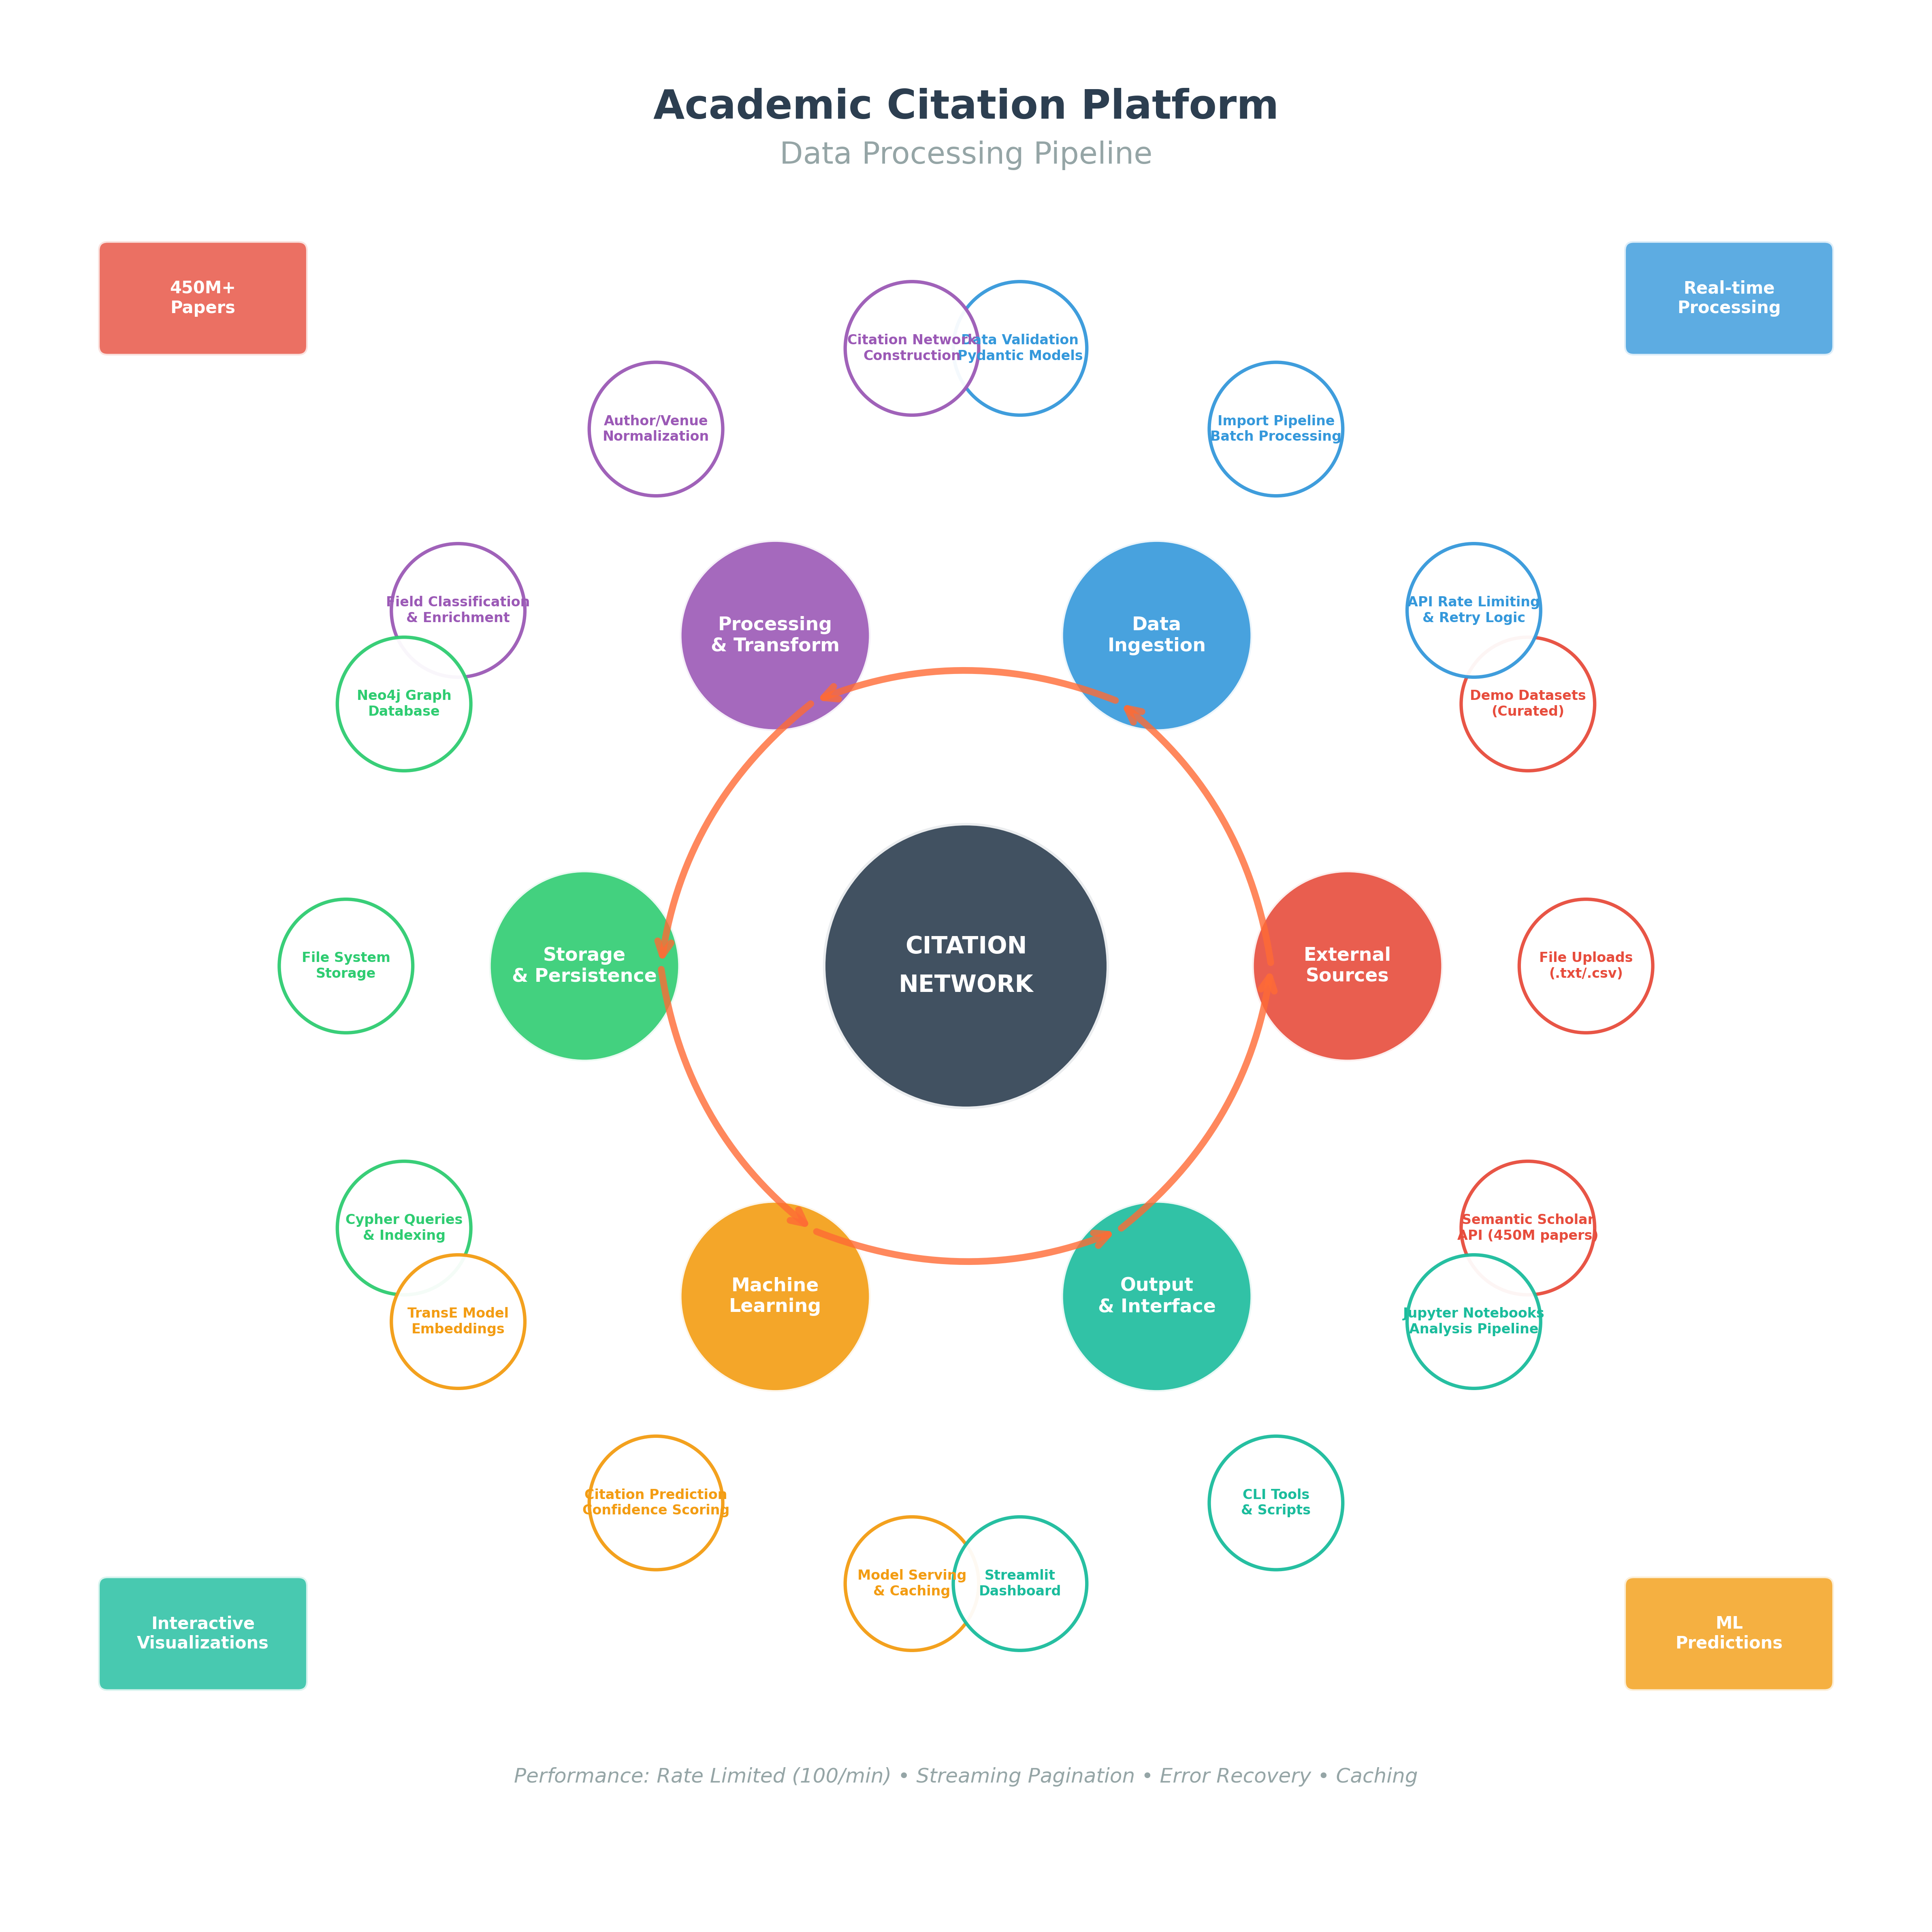 Academic Citation Platform
Data Processing Pipeline
450M+
Papers
Real-time
Processing
Citation Network
Construction
Data Validation
Pydantic Models
Author/Venue
Normalization
Import Pipeline
Batch Processing
Field Classification
& Enrichment
API Rate Limiting
& Retry Logic
Processing
& Transform
Data
Ingestion
Neo4j Graph
Database
Demo Datasets
(Curated)
File System
Storage
Storage
& Persistence
CITATION
NETWORK
External
Sources
File Uploads
(.txt/.csv)
Cypher Queries
& Indexing
Semantic Scholar
API (450M papers)
TransE Model
Embeddings
Machine
Learning
Output
& Interface
Jupyter Notebooks
Analysis Pipeline
Citation Prediction
Confidence Scoring
CLI Tools
& Scripts
Model Serving
& Caching
Streamlit
Dashboard
Interactive
Visualizations
ML
Predictions
Performance: Rate Limited (100/min) • Streaming Pagination • Error Recovery • Caching